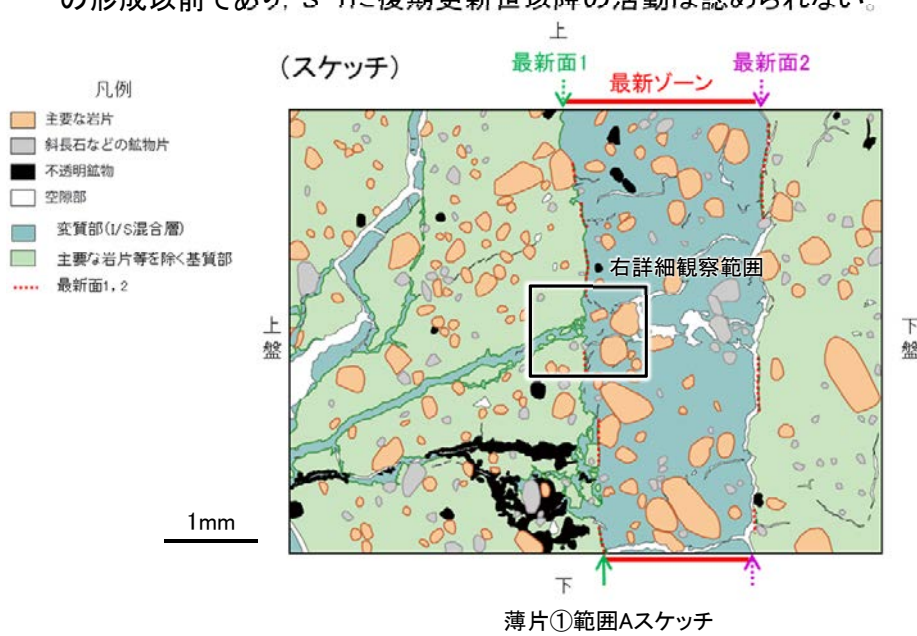 の形成以前であり, S-nに後期更新世以降の活動は認められない。
上
(スケッチ)
最新面1
最新ゾーン
最新面2
凡例
主要な岩片
斜長石などの鉱物片
不透明鉱物
空隙部
変質部(I/S混合層)
主要な岩片等を除く基質部
最新面1, 2
右詳細観察範囲
上盤
下盤
1mm
下
薄片①範囲Aスケッチ